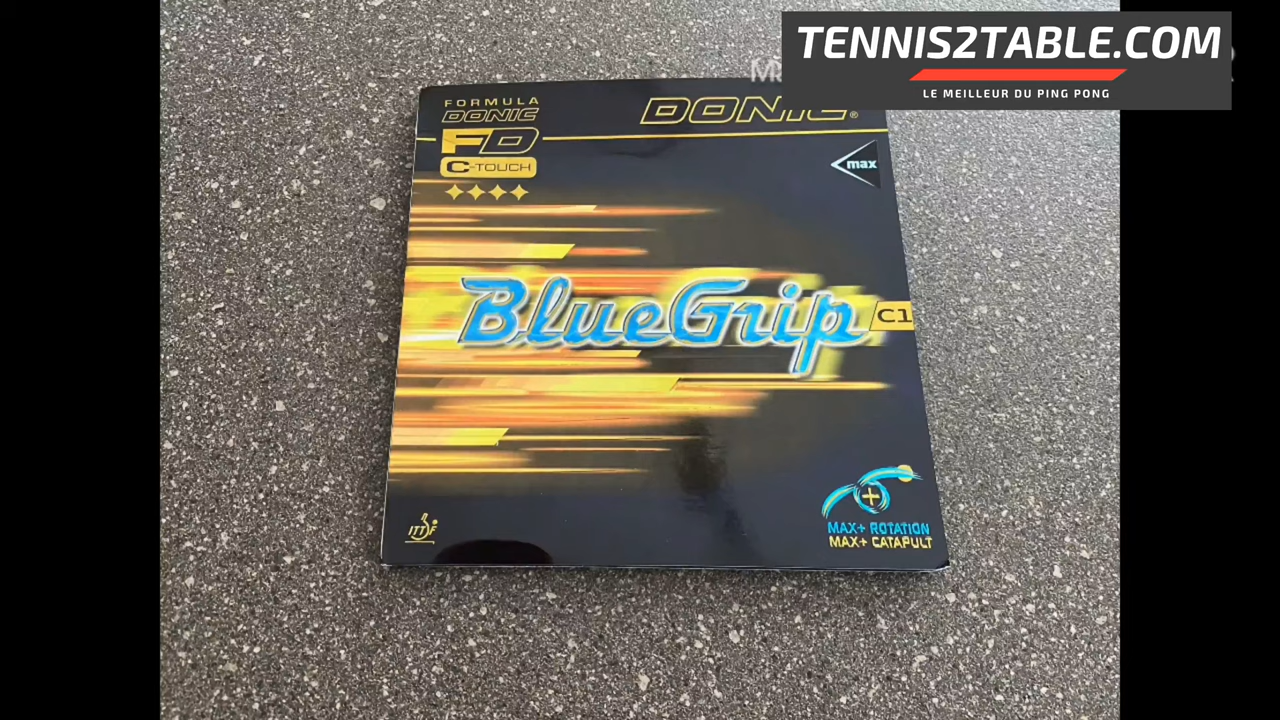 TENNIS2TABLE.COM
LE MEILLEUR DU PING PONG
FORMULA
DONIC
DONIC®
FD
C-TOUCH
max
BlueGrip
C1
ITTF
MAX+ ROTATION
MAX+ CATAPULT